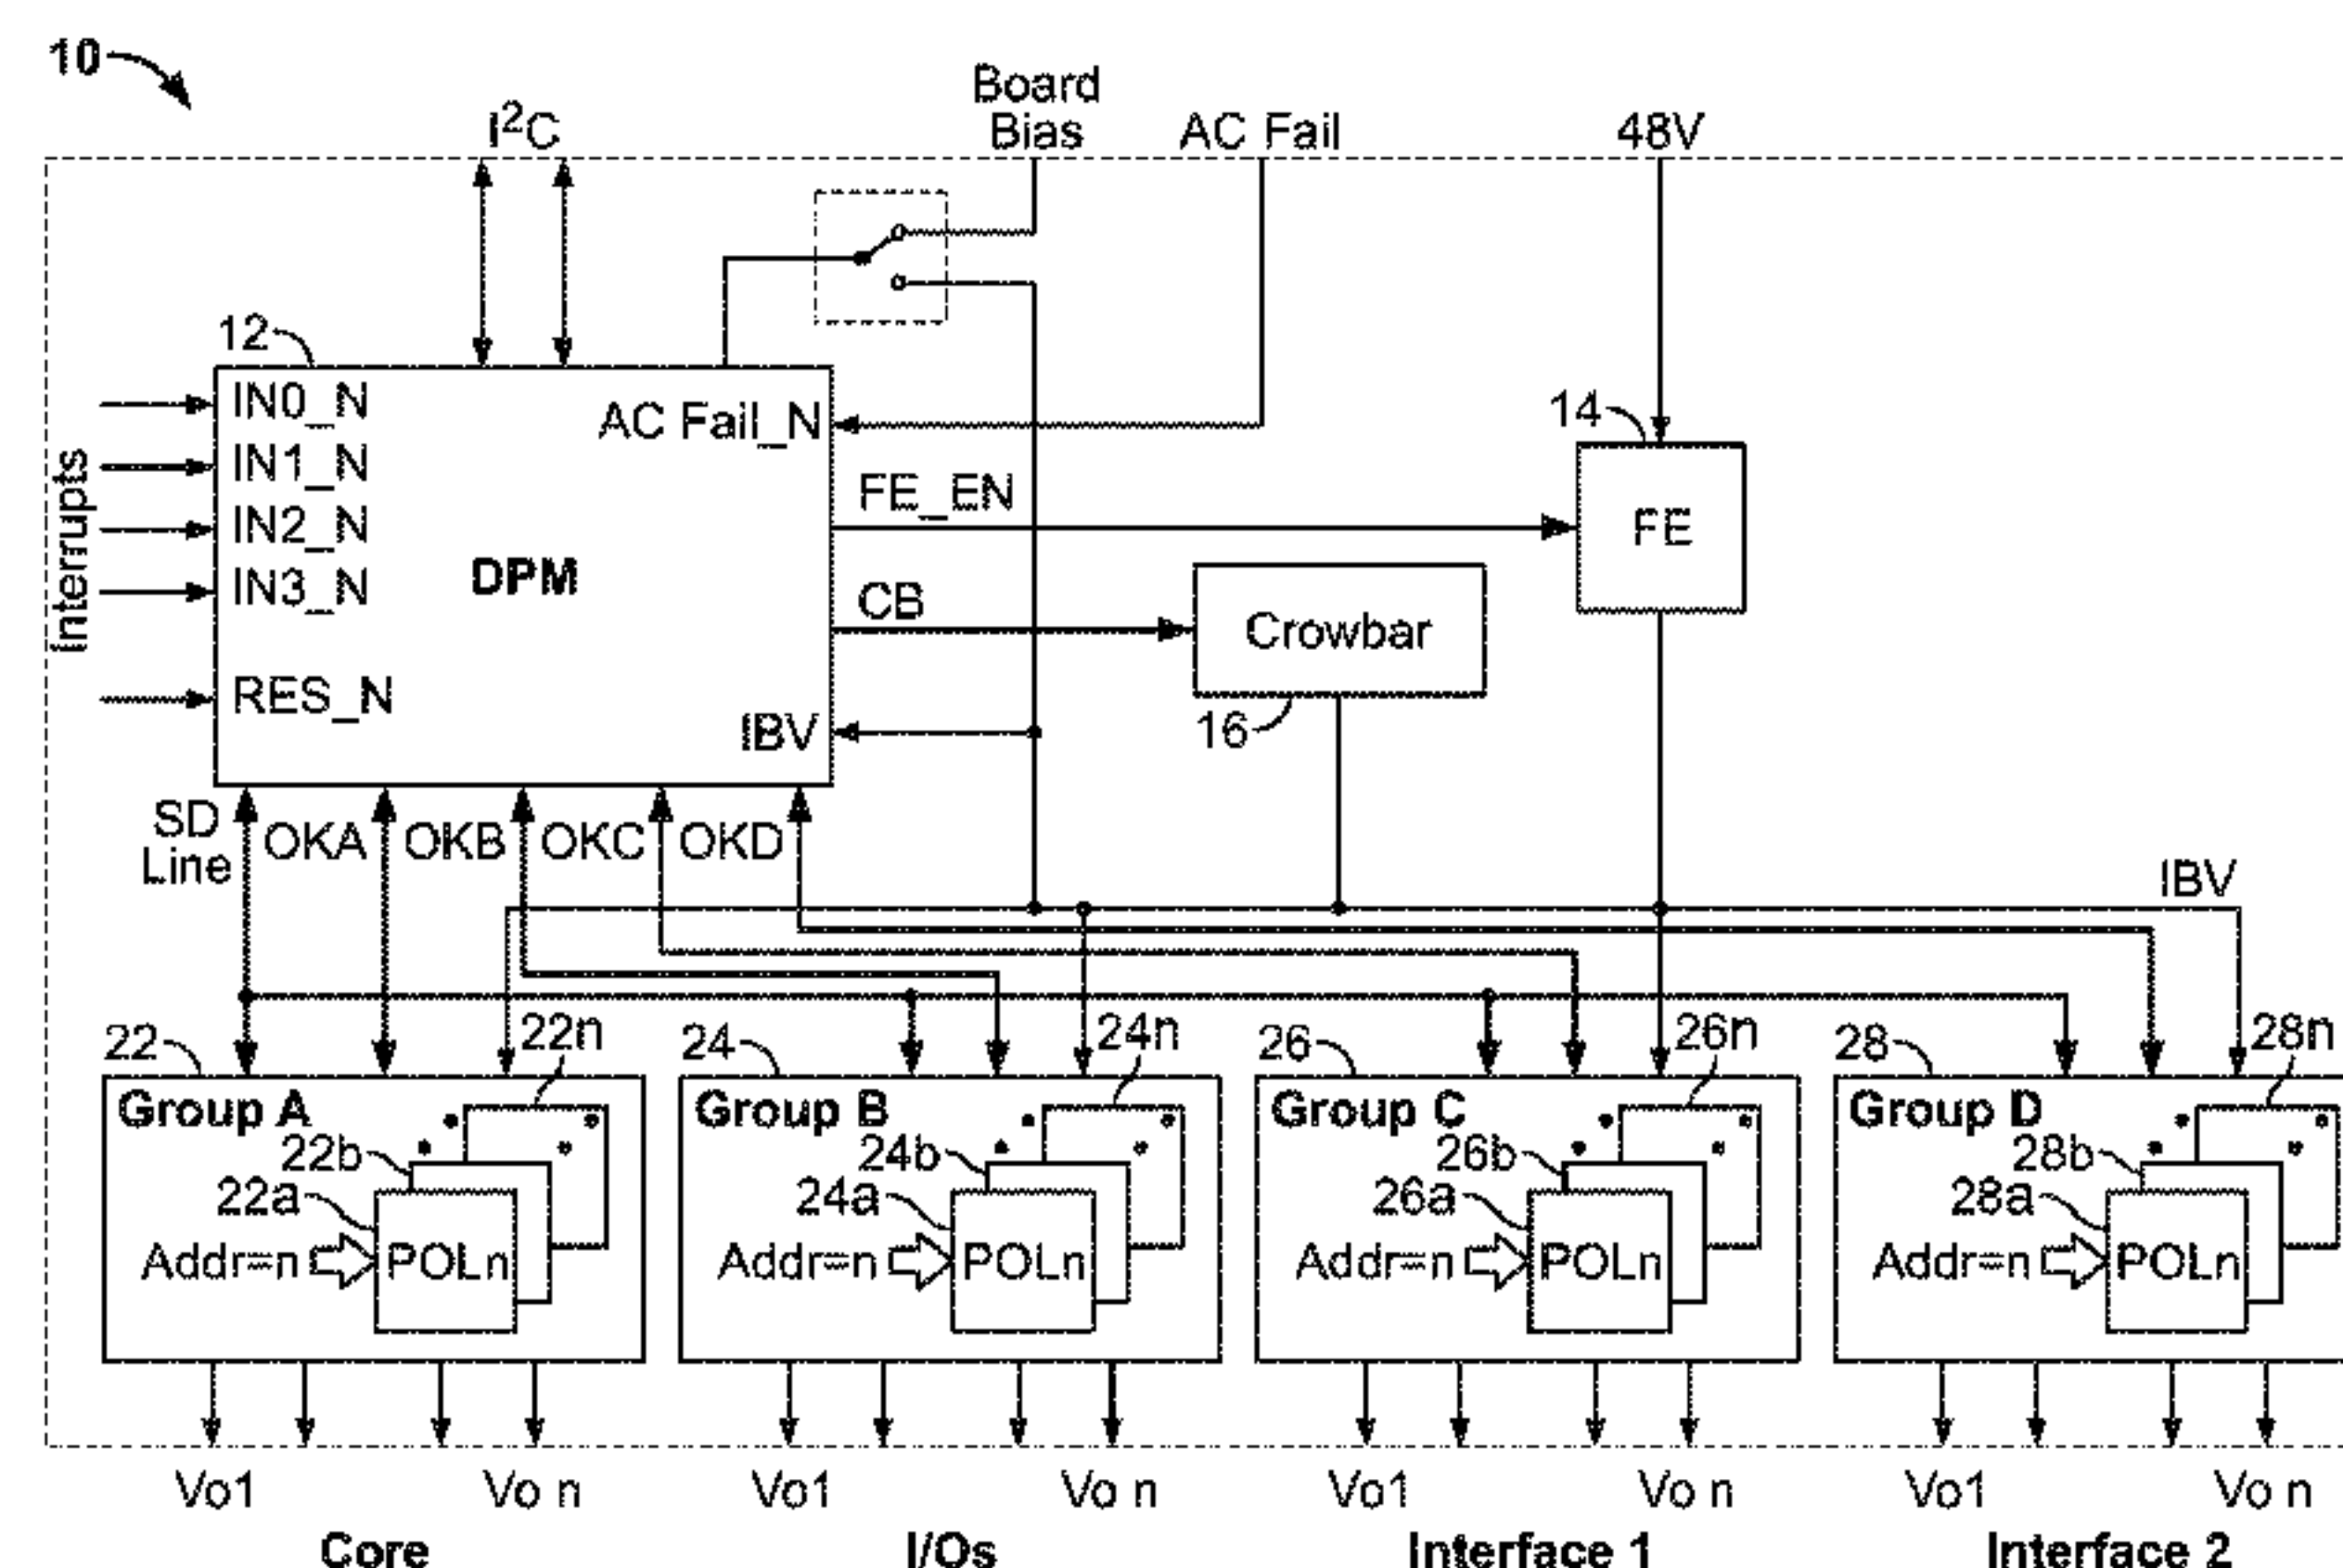 10
I²C
Board
Bias
AC Fail
48V
12
IN0_N
IN1_N
IN2_N
IN3_N
RES_N
Interrupts
AC Fail_N
DPM
IBV
FE_EN
CB
14
FE
Crowbar
16
SD
Line
OKA
OKB
OKC
OKD
IBV
22
22n
24
24n
26
26n
28
28n
Group A
Group B
Group C
Group D
22b
24b
26b
28b
22a
24a
26a
28a
Addr=n
POLn
Addr=n
POLn
Addr=n
POLn
Addr=n
POLn
Vo1
Vo n
Vo1
Vo n
Vo1
Vo n
Vo1
Vo n
Core
I/Os
Interface 1
Interface 2